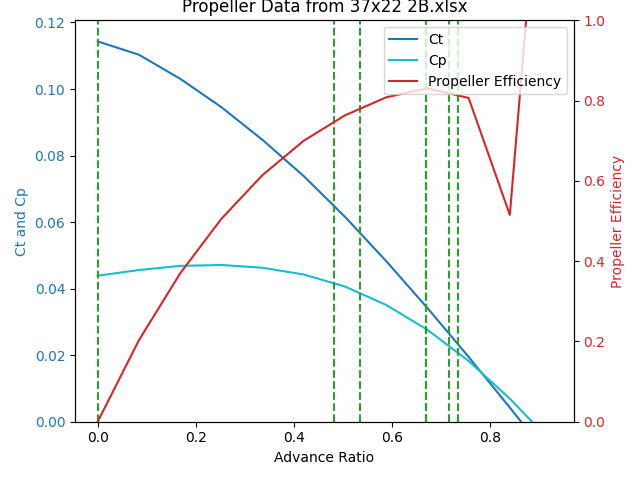 Propeller Data from 37x22 2B.xlsx
Ct
Cp
Propeller Efficiency
0.12
0.10
0.08
0.06
0.04
0.02
0.00
Ct and Cp
1.0
0.8
0.6
0.4
0.2
0.0
Propeller Efficiency
0.0 0.2 0.4 0.6 0.8
Advance Ratio